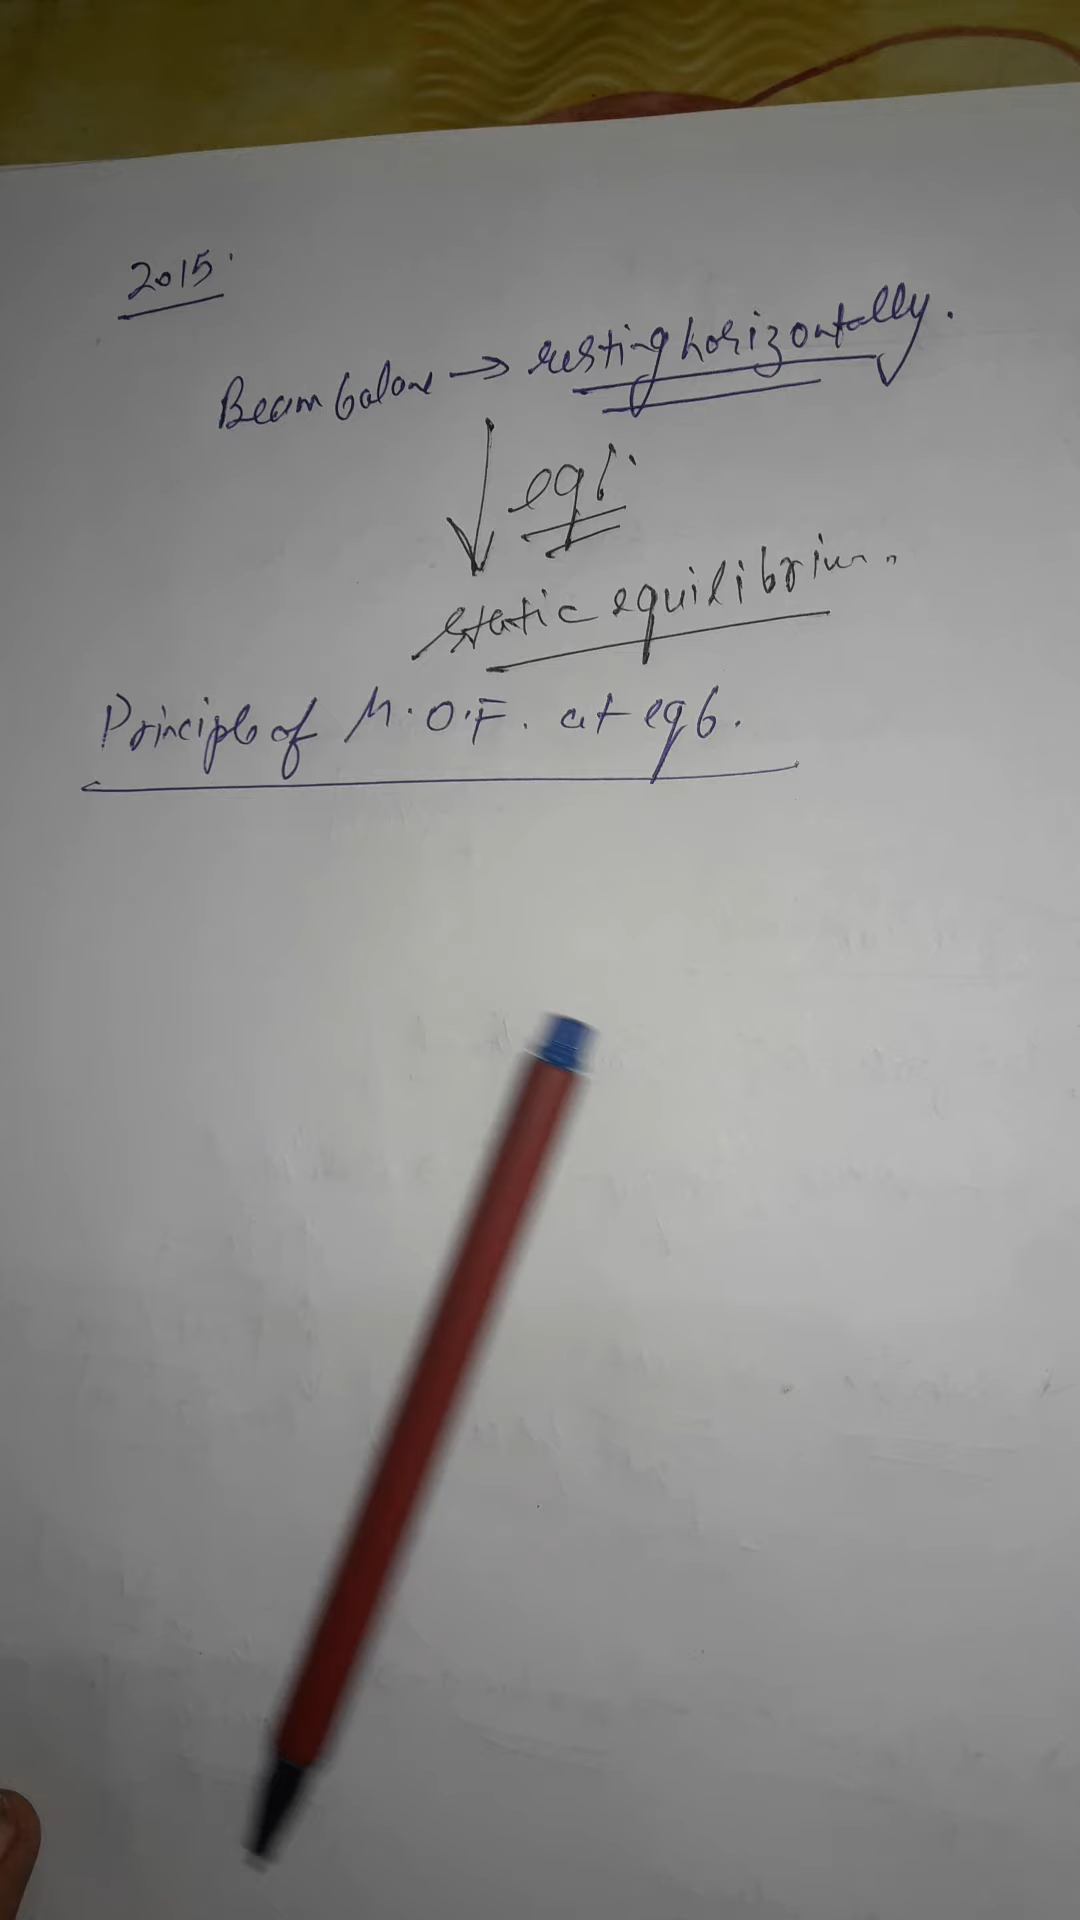 2015.
Beam balance → resting horizontally.
eqb.
static equilibrium.
Principle of M.O.F. at eqb.